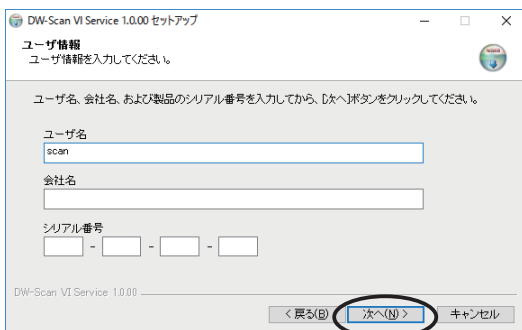 DW-Scan VI Service 1.0.00 セットアップ
ユーザ情報
ユーザ情報を入力してください。
ユーザ名、会社名、および製品のシリアル番号を入力してから、[次へ]ボタンをクリックしてください。
ユーザ名
scan
会社名
シリアル番号
- - -
DW-Scan VI Service 1.0.00
< 戻る(B)
次へ(N) >
キャンセル